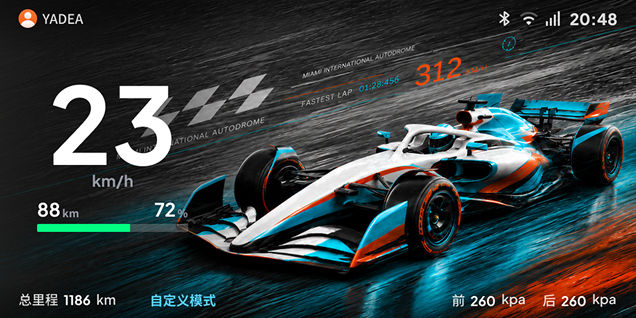 YADEA
20:48
MIAMI INTERNATIONAL AUTODROME
312
FASTEST LAP 01:28:456
23
INTERNATIONAL AUTODROME
km/h
88 km
72 %
总里程 1186 km
自定义模式
前 260 kpa
后 260 kpa